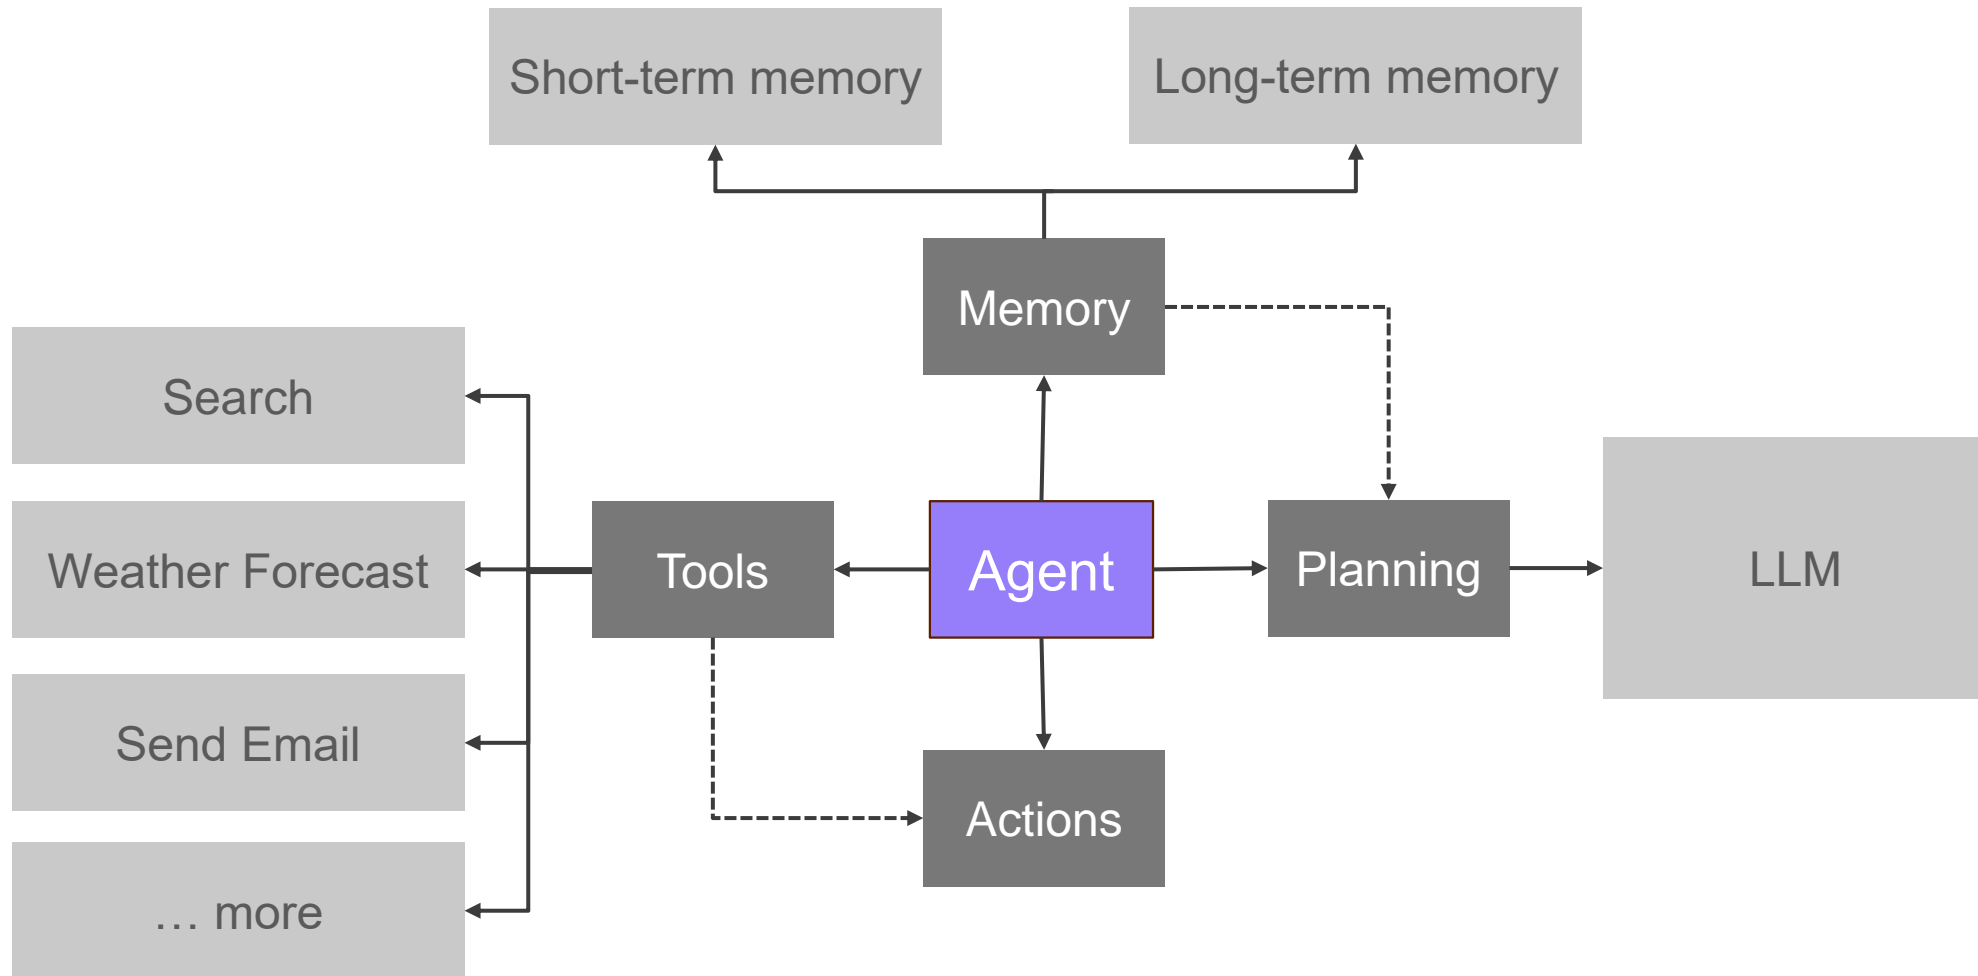 Short-term memory
Long-term memory
Memory
Search
Weather Forecast
Tools
Agent
Planning
LLM
Send Email
Actions
… more